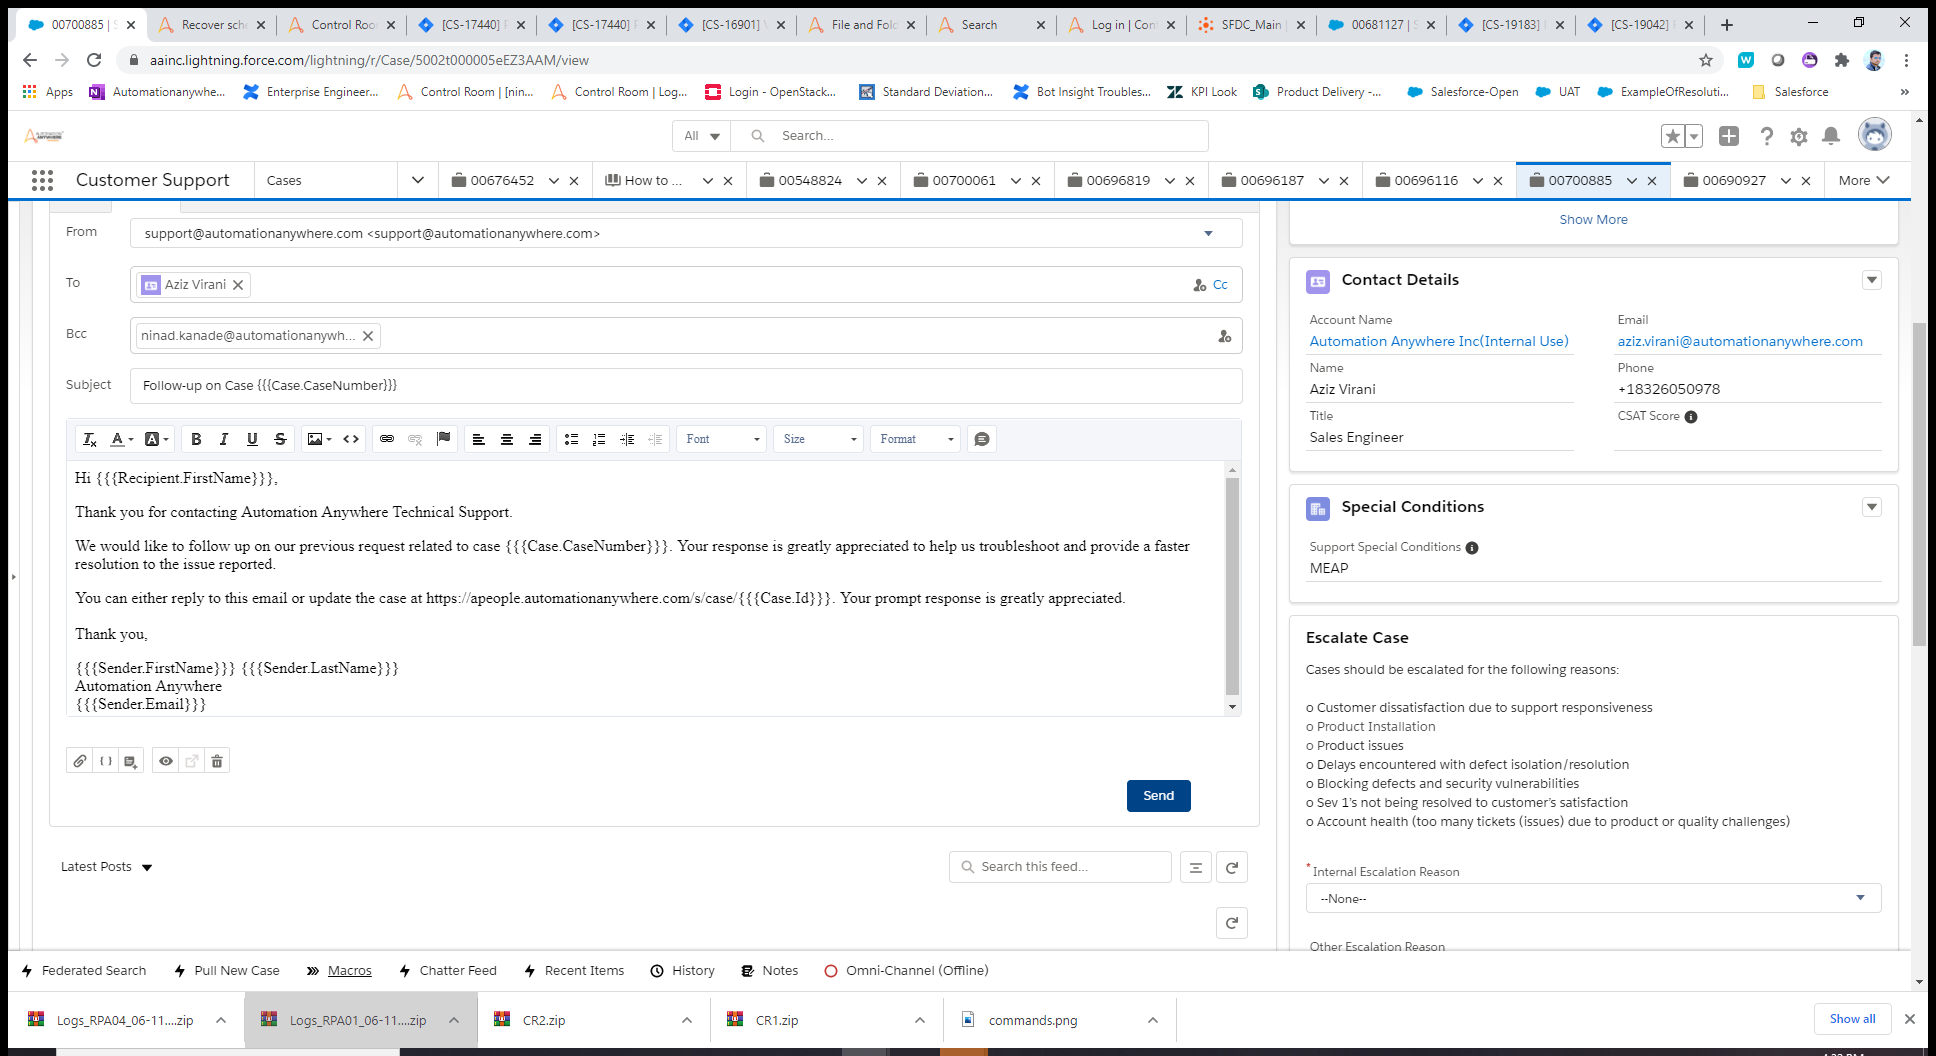 00700885 | S
Recover sch
Control Roo
[CS-17440] F
[CS-17440] F
[CS-16901] V
File and Fol
Search
Log in | Con
SFDC_Main
00681127 | S
[CS-19183]
[CS-19042] F
aainc.lightning.force.com/lightning/r/Case/5002t000005eEZ3AAM/view
Apps
Automationanywhe...
Enterprise Engineer...
Control Room | [nin...
Control Room | Log...
Login - OpenStack...
Standard Deviation...
Bot Insight Troubles...
KPI Look
Product Delivery -...
Salesforce-Open
UAT
ExampleOfResoluti...
Salesforce
»
AUTOMATION ANYWHERE
All
Search...
Customer Support
Cases
00676452
How to ...
00548824
00700061
00696819
00696187
00696116
00700885
00690927
More
From
support@automationanywhere.com <support@automationanywhere.com>
To
Aziz Virani
Cc
Bcc
ninad.kanade@automationanywh...
Subject
Follow-up on Case {{{Case.CaseNumber}}}
Font
Size
Format
Hi {{{Recipient.FirstName}}},
Thank you for contacting Automation Anywhere Technical Support.
We would like to follow up on our previous request related to case {{{Case.CaseNumber}}}. Your response is greatly appreciated to help us troubleshoot and provide a faster
resolution to the issue reported.
You can either reply to this email or update the case at https://apeople.automationanywhere.com/s/case/{{{Case.Id}}}. Your prompt response is greatly appreciated.
Thank you,
{{{Sender.FirstName}}} {{{Sender.LastName}}}
Automation Anywhere
{{{Sender.Email}}}
Send
Latest Posts
Search this feed...
Show More
Contact Details
Account Name
Automation Anywhere Inc(Internal Use)
Email
aziz.virani@automationanywhere.com
Name
Aziz Virani
Phone
+18326050978
Title
Sales Engineer
CSAT Score
Special Conditions
Support Special Conditions
MEAP
Escalate Case
Cases should be escalated for the following reasons:
o Customer dissatisfaction due to support responsiveness
o Product Installation
o Product issues
o Delays encountered with defect isolation/resolution
o Blocking defects and security vulnerabilities
o Sev 1's not being resolved to customer's satisfaction
o Account health (too many tickets (issues) due to product or quality challenges)
*Internal Escalation Reason
--None--
Other Escalation Reason
Federated Search
Pull New Case
Macros
Chatter Feed
Recent Items
History
Notes
Omni-Channel (Offline)
Logs_RPA04_06-11....zip
Logs_RPA01_06-11....zip
CR2.zip
CR1.zip
commands.png
Show all